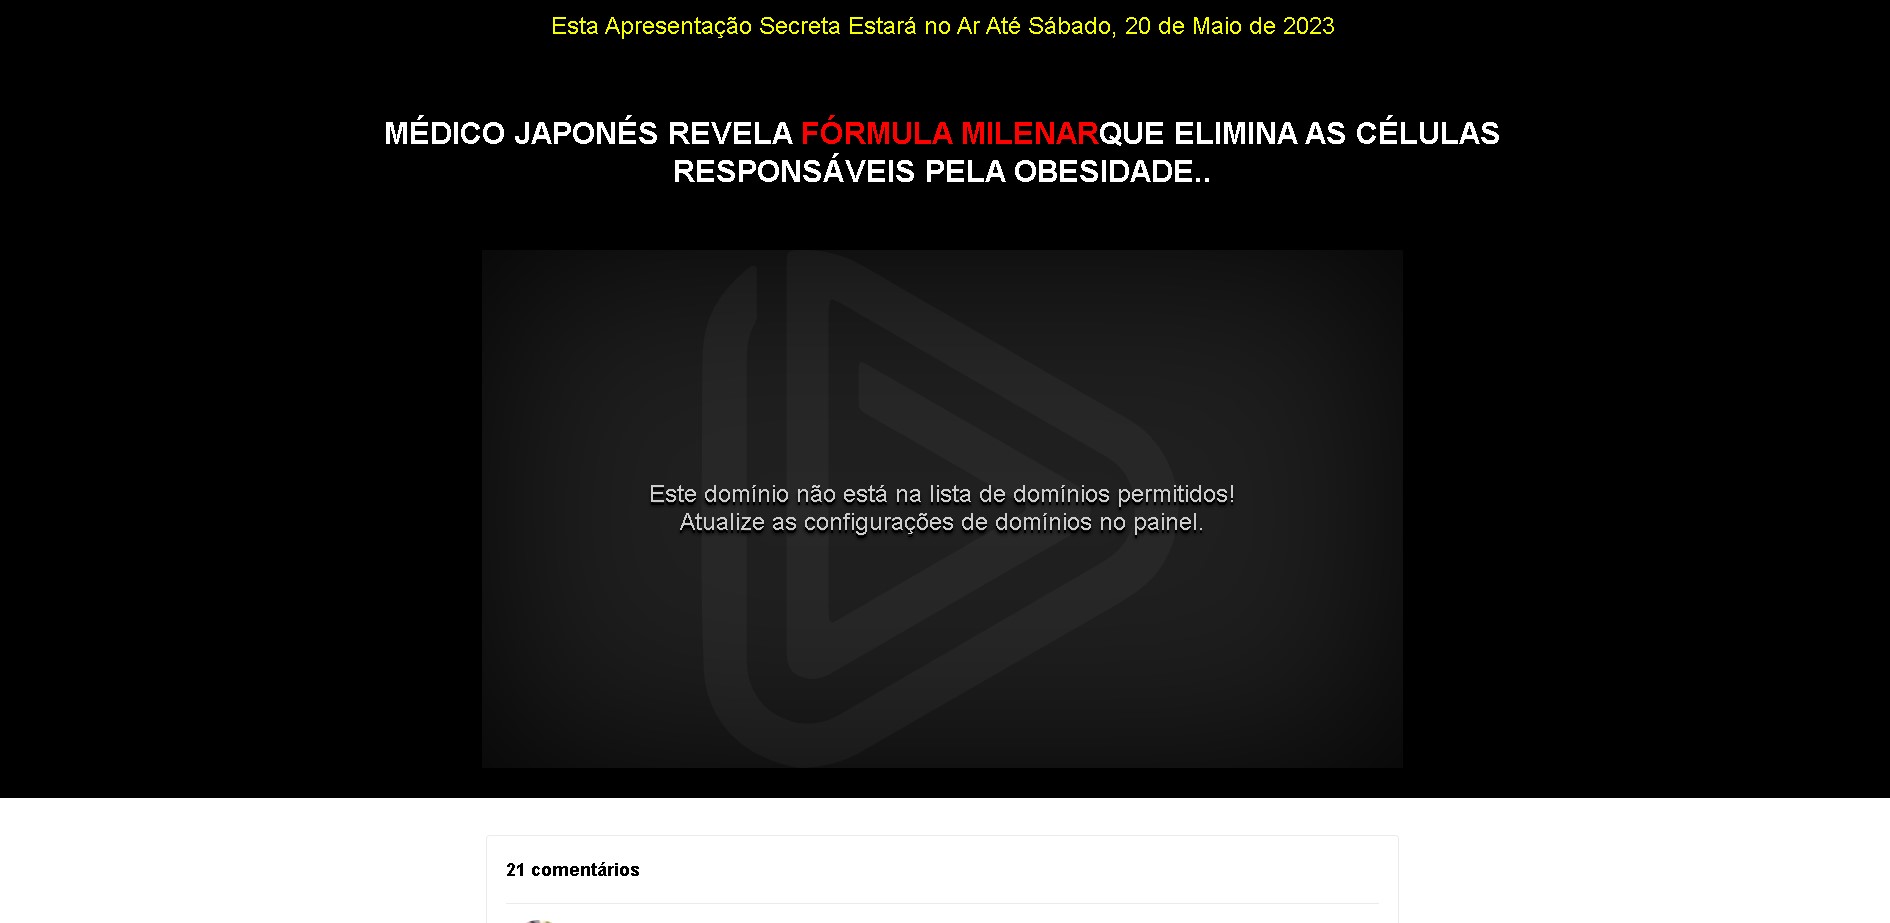 Esta Apresentação Secreta Estará no Ar Até Sábado, 20 de Maio de 2023
MÉDICO JAPONÉS REVELA FÓRMULA MILENARQUE ELIMINA AS CÉLULAS
RESPONSÁVEIS PELA OBESIDADE..
Este domínio não está na lista de domínios permitidos!
Atualize as configurações de domínios no painel.
21 comentários